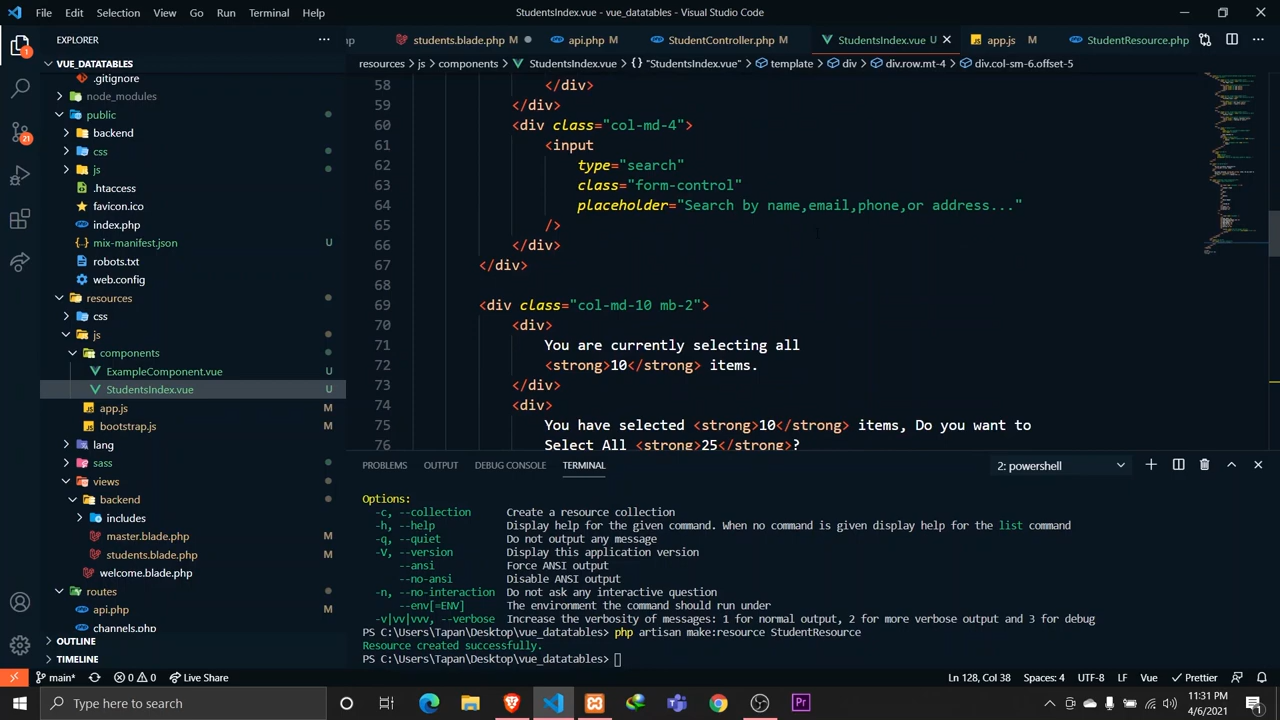 File Edit Selection View Go Run Terminal Help
StudentsIndex.vue - vue_datatables - Visual Studio Code
EXPLORER
VUE_DATATABLES
.gitignore
node_modules
public
backend
css
js
.htaccess
favicon.ico
index.php
mix-manifest.json U
robots.txt
web.config
resources
css
js
components
ExampleComponent.vue U
StudentsIndex.vue U
app.js M
bootstrap.js M
lang
sass
views
backend
includes
master.blade.php M
students.blade.php M
welcome.blade.php
routes
api.php M
channels.php
OUTLINE
TIMELINE
21
hp students.blade.php M api.php M StudentController.php M StudentsIndex.vue U app.js M StudentResource.php
resources > js > components > StudentsIndex.vue > {} "StudentsIndex.vue" > template > div > div.row.mt-4 > div.col-sm-6.offset-5
58 </div>
59 </div>
60 <div class="col-md-4">
61 <input
62 type="search"
63 class="form-control"
64 placeholder="Search by name,email,phone,or address..."
65 />
66 </div>
67 </div>
68
69 <div class="col-md-10 mb-2">
70 <div>
71 You are currently selecting all
72 <strong>10</strong> items.
73 </div>
74 <div>
75 You have selected <strong>10</strong> items, Do you want to
76 Select All <strong>25</strong>?
PROBLEMS OUTPUT DEBUG CONSOLE TERMINAL
2: powershell
Options:
-c, --collection Create a resource collection
-h, --help Display help for the given command. When no command is given display help for the list command
-q, --quiet Do not output any message
-V, --version Display this application version
--ansi Force ANSI output
--no-ansi Disable ANSI output
-n, --no-interaction Do not ask any interactive question
--env[=ENV] The environment the command should run under
-v|vv|vvv, --verbose Increase the verbosity of messages: 1 for normal output, 2 for more verbose output and 3 for debug
PS C:\Users\Tapan\Desktop\vue_datatables> php artisan make:resource StudentResource
Resource created successfully.
PS C:\Users\Tapan\Desktop\vue_datatables>
main* 0 0 Live Share
Ln 128, Col 38 Spaces: 4 UTF-8 LF Vue Prettier
Type here to search
Pr
11:31 PM
4/6/2021
1